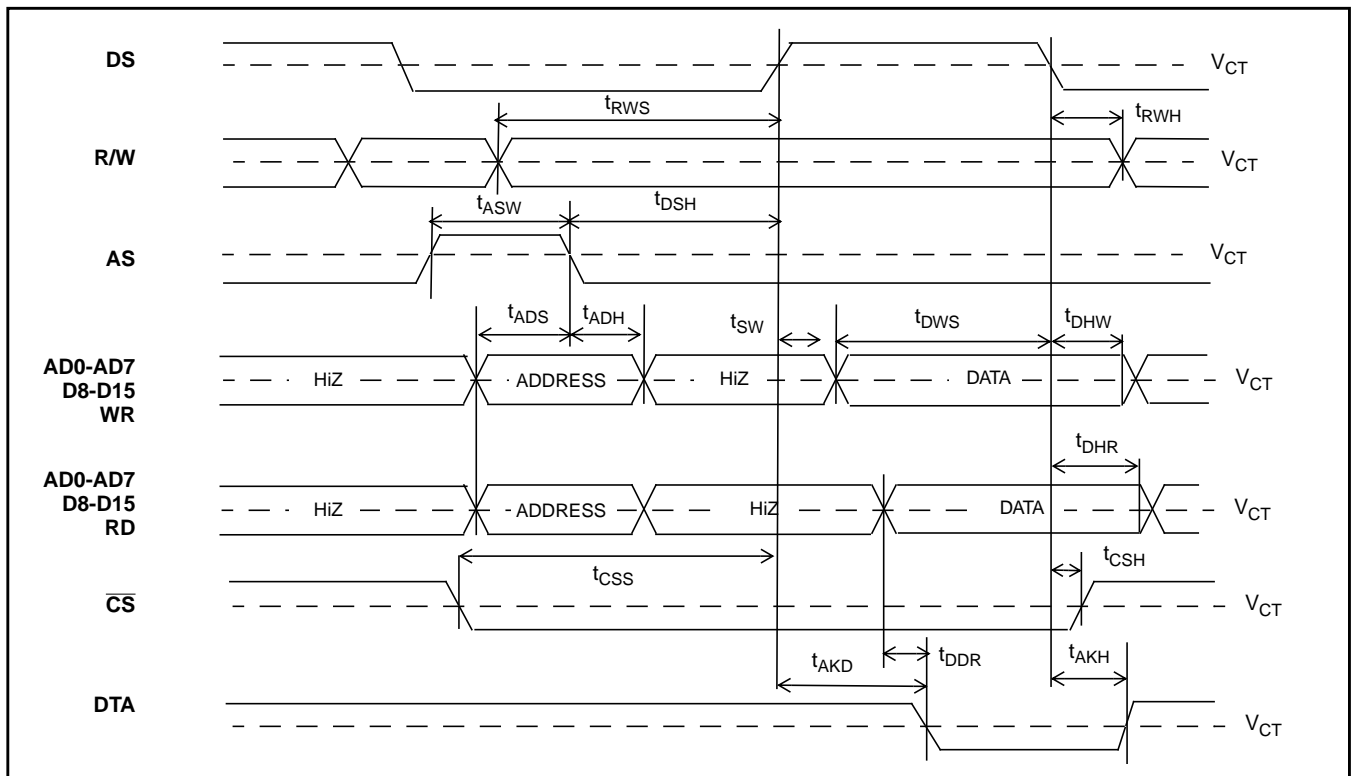 DS
V_CT
t_RWS
t_RWH
R/W
V_CT
t_ASW
t_DSH
AS
V_CT
t_ADS
t_ADH
t_SW
t_DWS
t_DHW
AD0-AD7
D8-D15
WR
HiZ
ADDRESS
HiZ
DATA
V_CT
t_DHR
AD0-AD7
D8-D15
RD
HiZ
ADDRESS
HiZ
DATA
V_CT
t_CSS
t_CSH
C̅S̅
V_CT
t_AKD
t_DDR
t_AKH
DTA
V_CT